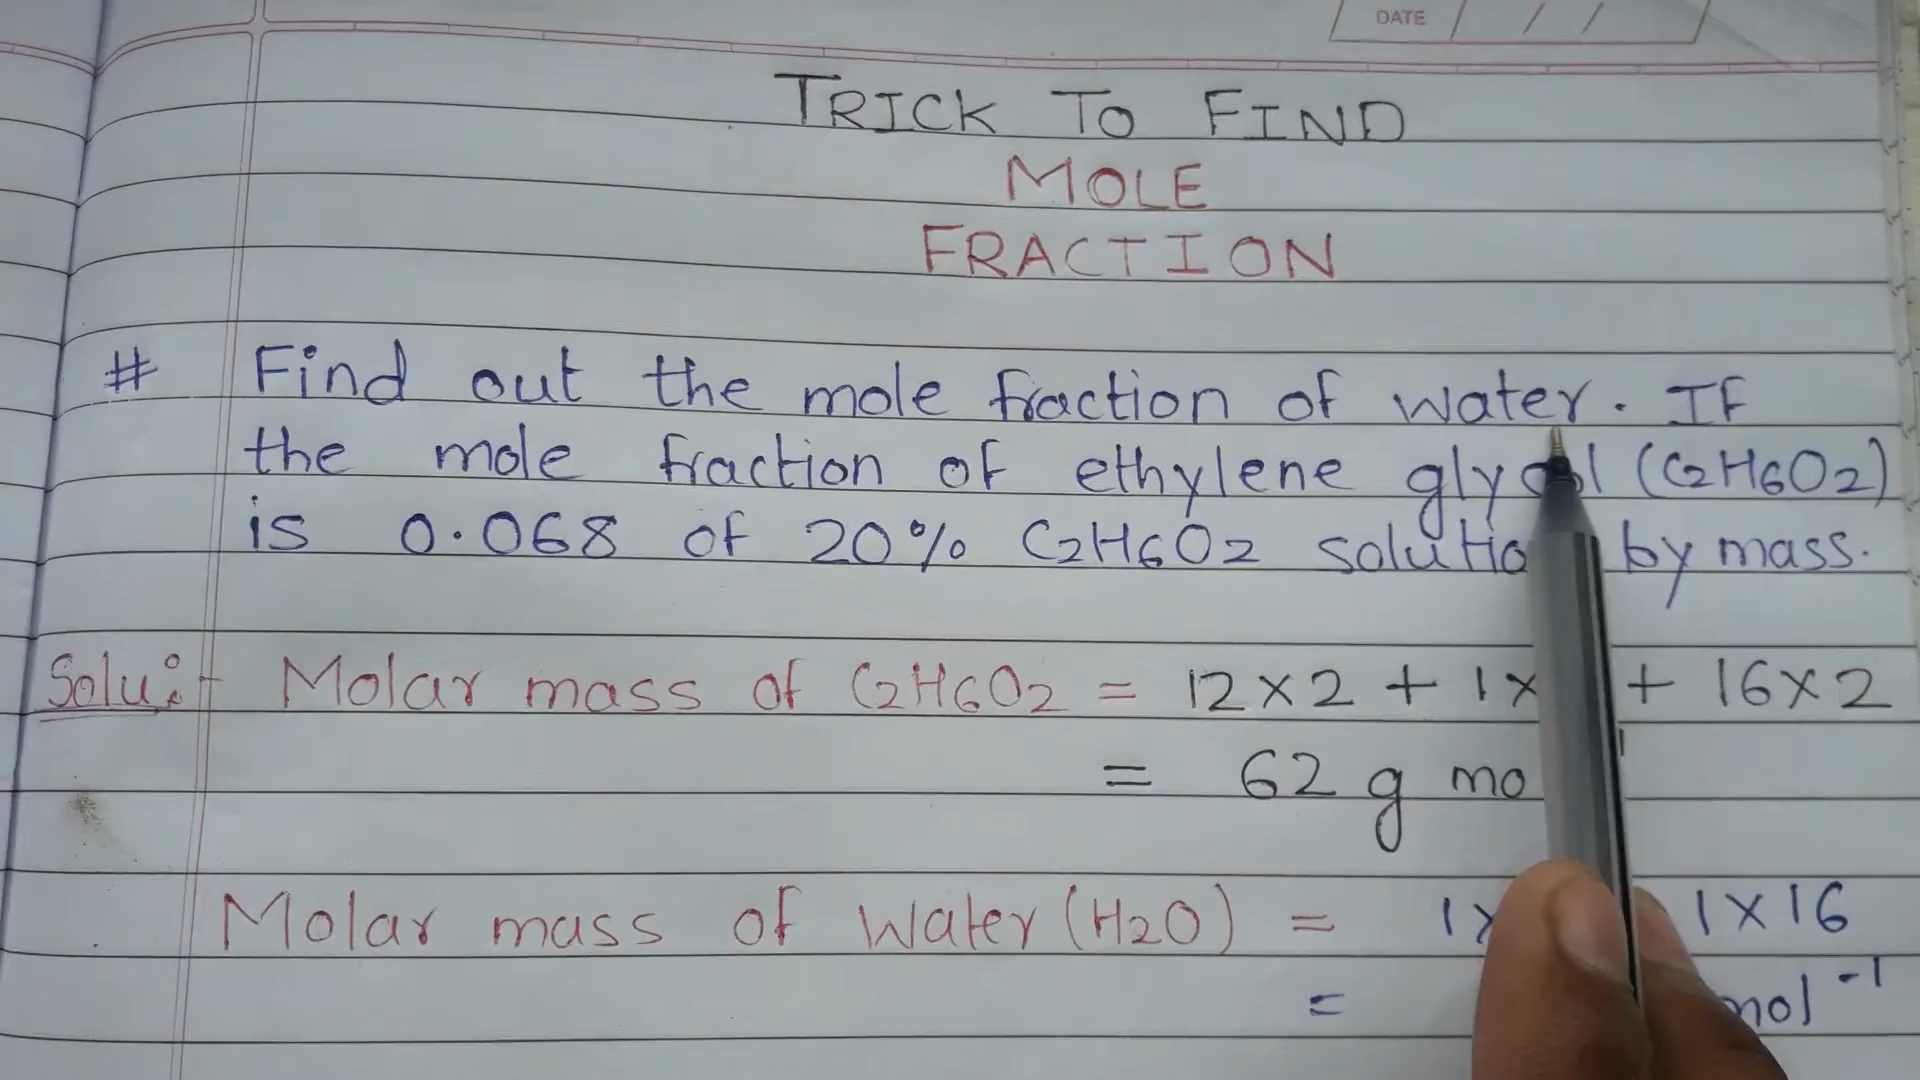 DATE / /
TRICK TO FIND
MOLE
FRACTION
# Find out the mole fraction of water. If
the mole fraction of ethylene glycol (C2H6O2)
is 0.068 of 20% C2H6O2 solutio by mass.
Solu:- Molar mass of C2H6O2 = 12×2 + 1× + 16×2
= 62 g mo
Molar mass of Water (H2O) = 1× 1×16
= mol-1